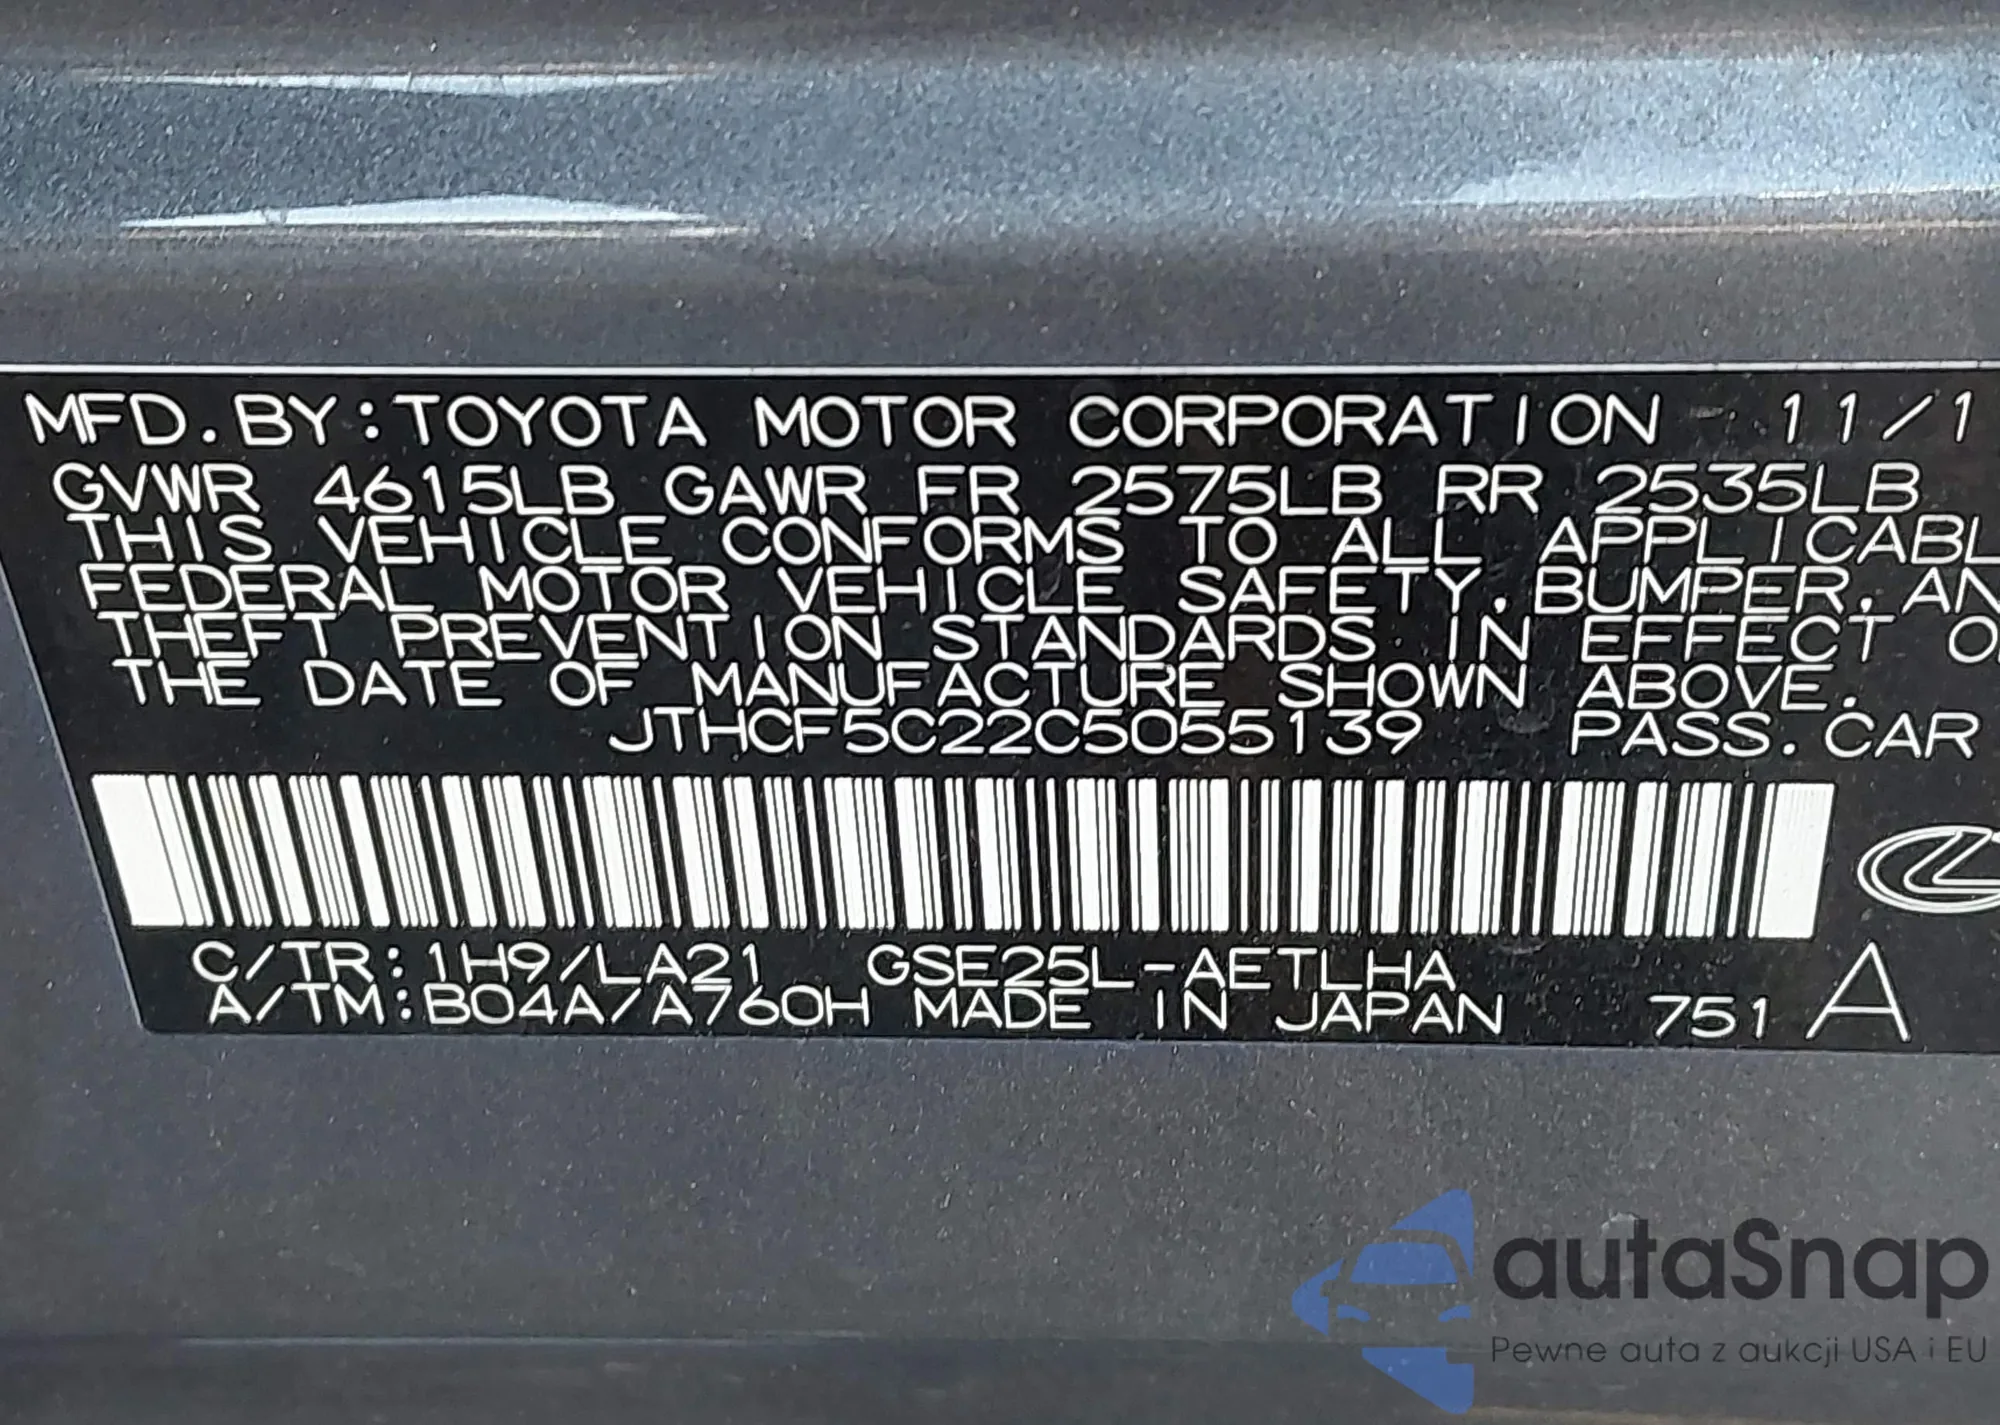 MFD.BY:TOYOTA MOTOR CORPORATION 11/1
GVWR 4615LB GAWR FR 2575LB RR 2535LB
THIS VEHICLE CONFORMS TO ALL APPLICABL
FEDERAL MOTOR VEHICLE SAFETY,BUMPER,AN
THEFT PREVENTION STANDARDS IN EFFECT O
THE DATE OF MANUFACTURE SHOWN ABOVE.
JTHCF5C22C5055139 PASS.CAR
C/TR:1H9/LA21 GSE25L-AETLHA
A/TM:B04A/A760H MADE IN JAPAN 751 A
autaSnap
Pewne auta z aukcji USA i EU